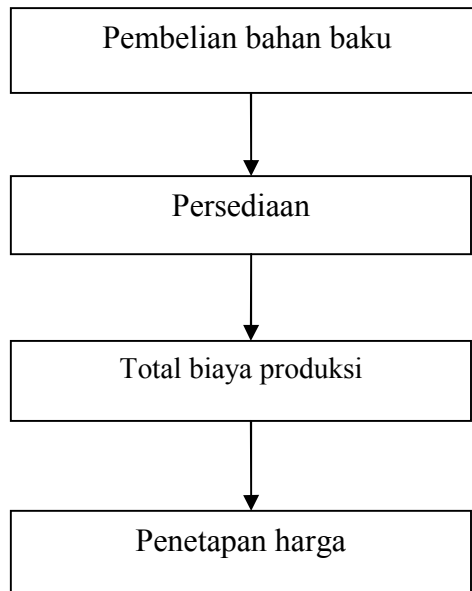 Pembelian bahan baku
Persediaan
Total biaya produksi
Penetapan harga